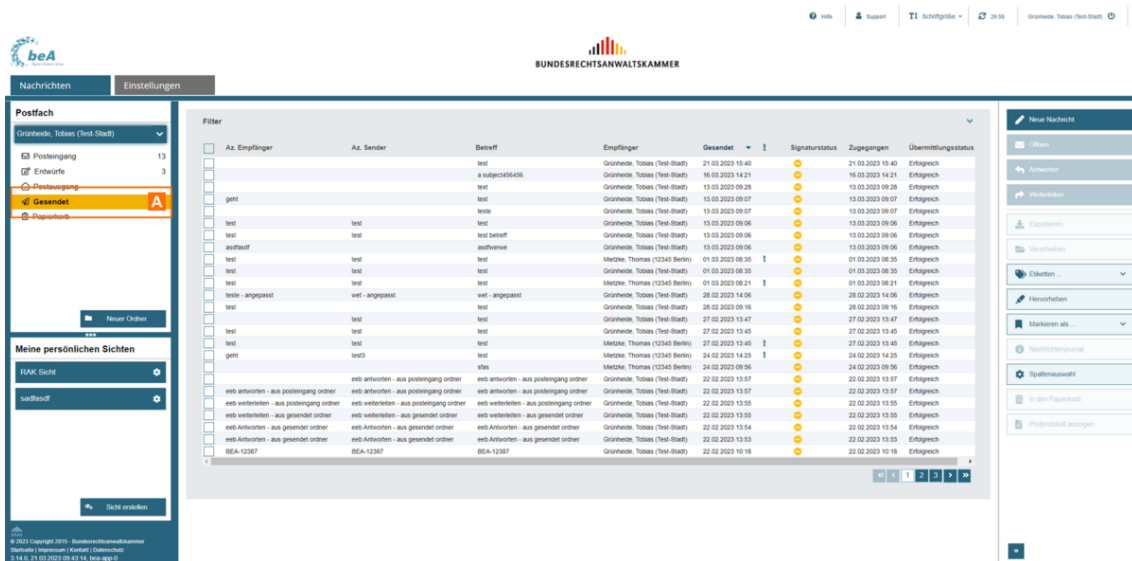 Hilfe Support Schriftgröße 29:58 Grünheide, Tobias (Test-Stadt)
beA
BUNDESRECHTSANWALTSKAMMER
Nachrichten Einstellungen
Postfach
Grünheide, Tobias (Test-Stadt)
Posteingang 13
Entwürfe 3
Postausgang
Gesendet A
Papierkorb
Neuer Ordner
Meine persönlichen Sichten
RAK Sicht
sadfasdf
Sicht erstellen
© 2023 Copyright 2015 - Bundesrechtsanwaltskammer
Startseite | Impressum | Kontakt | Datenschutz
3.14.0, 21.03.2023 09:43:14, bea-app-0
Filter
Az. Empfänger Az. Sender Betreff Empfänger Gesendet ! Signaturstatus Zugegangen Übermittlungsstatus
test Grünheide, Tobias (Test-Stadt) 21.03.2023 15:40 21.03.2023 15:40 Erfolgreich
a subject456456 Grünheide, Tobias (Test-Stadt) 16.03.2023 14:21 16.03.2023 14:21 Erfolgreich
text Grünheide, Tobias (Test-Stadt) 13.03.2023 09:28 13.03.2023 09:28 Erfolgreich
geht test Grünheide, Tobias (Test-Stadt) 13.03.2023 09:07 13.03.2023 09:07 Erfolgreich
teste Grünheide, Tobias (Test-Stadt) 13.03.2023 09:07 13.03.2023 09:07 Erfolgreich
test test test Grünheide, Tobias (Test-Stadt) 13.03.2023 09:06 13.03.2023 09:06 Erfolgreich
test test test betreff Grünheide, Tobias (Test-Stadt) 13.03.2023 09:06 13.03.2023 09:06 Erfolgreich
asdfasdf asdfwerwe Grünheide, Tobias (Test-Stadt) 13.03.2023 09:06 13.03.2023 09:06 Erfolgreich
test test test Mietzke, Thomas (12345 Berlin) 01.03.2023 08:35 ! 01.03.2023 08:35 Erfolgreich
test test test Grünheide, Tobias (Test-Stadt) 01.03.2023 08:35 01.03.2023 08:35 Erfolgreich
test test test Mietzke, Thomas (12345 Berlin) 01.03.2023 08:21 ! 01.03.2023 08:21 Erfolgreich
teste - angepasst wet - angepasst wet - angepasst Grünheide, Tobias (Test-Stadt) 28.02.2023 14:06 28.02.2023 14:06 Erfolgreich
test test Grünheide, Tobias (Test-Stadt) 28.02.2023 09:16 28.02.2023 09:16 Erfolgreich
test test Grünheide, Tobias (Test-Stadt) 27.02.2023 13:47 27.02.2023 13:47 Erfolgreich
test test test Grünheide, Tobias (Test-Stadt) 27.02.2023 13:45 27.02.2023 13:45 Erfolgreich
test test test Mietzke, Thomas (12345 Berlin) 27.02.2023 13:45 ! 27.02.2023 13:45 Erfolgreich
geht test3 test Mietzke, Thomas (12345 Berlin) 24.02.2023 14:25 ! 24.02.2023 14:25 Erfolgreich
sfas Mietzke, Thomas (12345 Berlin) 24.02.2023 09:56 24.02.2023 09:56 Erfolgreich
eeb antworten - aus posteingang ordner eeb antworten - aus posteingang ordner Grünheide, Tobias (Test-Stadt) 22.02.2023 13:57 22.02.2023 13:57 Erfolgreich
eeb antworten - aus posteingang ordner eeb antworten - aus posteingang ordner eeb antworten - aus posteingang ordner Grünheide, Tobias (Test-Stadt) 22.02.2023 13:57 22.02.2023 13:57 Erfolgreich
eeb weiterleiten - aus posteingang ordner eeb weiterleiten - aus posteingang ordner eeb weiterleiten - aus posteingang ordner Grünheide, Tobias (Test-Stadt) 22.02.2023 13:55 22.02.2023 13:55 Erfolgreich
eeb weiterleiten - aus gesendet ordner eeb weiterleiten - aus gesendet ordner eeb weiterleiten - aus gesendet ordner Grünheide, Tobias (Test-Stadt) 22.02.2023 13:55 22.02.2023 13:55 Erfolgreich
eeb Antworten - aus gesendet ordner eeb Antworten - aus gesendet ordner eeb Antworten - aus gesendet ordner Grünheide, Tobias (Test-Stadt) 22.02.2023 13:54 22.02.2023 13:54 Erfolgreich
eeb Antworten - aus gesendet ordner eeb Antworten - aus gesendet ordner eeb Antworten - aus gesendet ordner Grünheide, Tobias (Test-Stadt) 22.02.2023 13:53 22.02.2023 13:53 Erfolgreich
BEA-12387 BEA-12387 BEA-12387 Grünheide, Tobias (Test-Stadt) 22.02.2023 10:18 22.02.2023 10:18 Erfolgreich
1 2 3
Neue Nachricht
Öffnen
Antworten
Weiterleiten
Exportieren
Verschieben
Etiketten ...
Hervorheben
Markieren als ...
Nachrichtenjournal
Spaltenauswahl
In den Papierkorb
Prüfprotokoll anzeigen